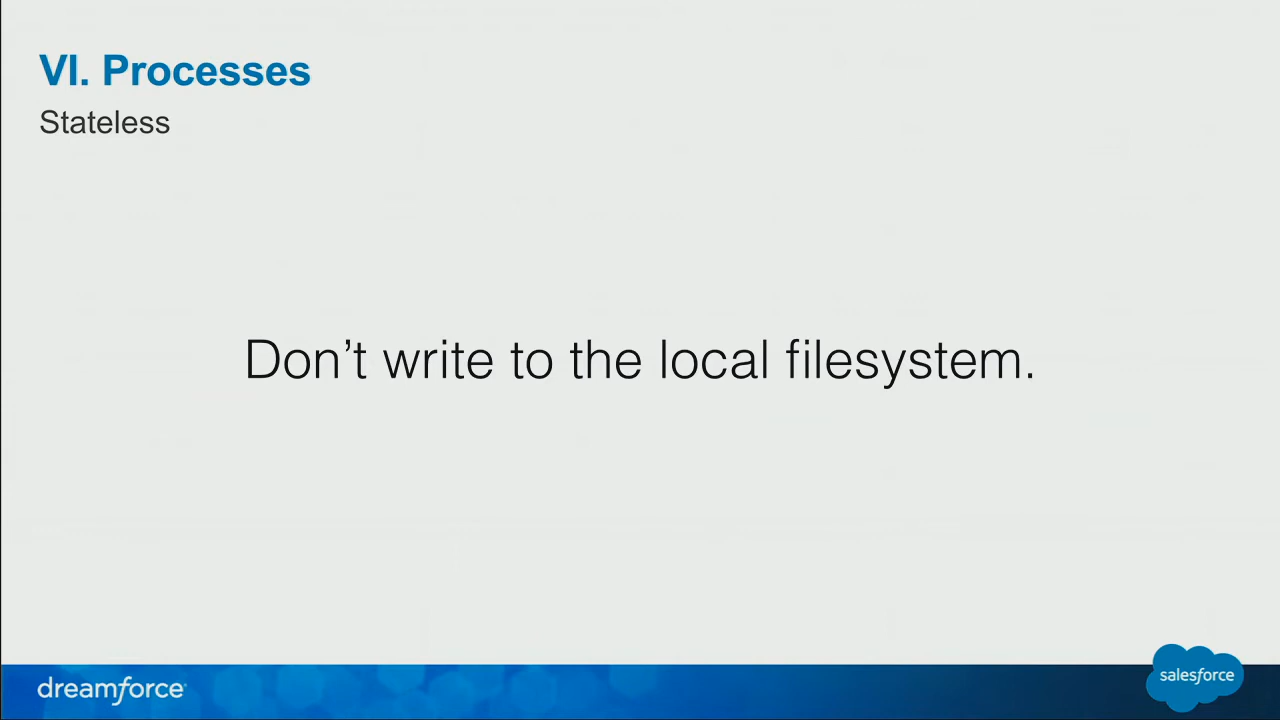 VI. Processes
Stateless
Don’t write to the local filesystem.
dreamforce
salesforce